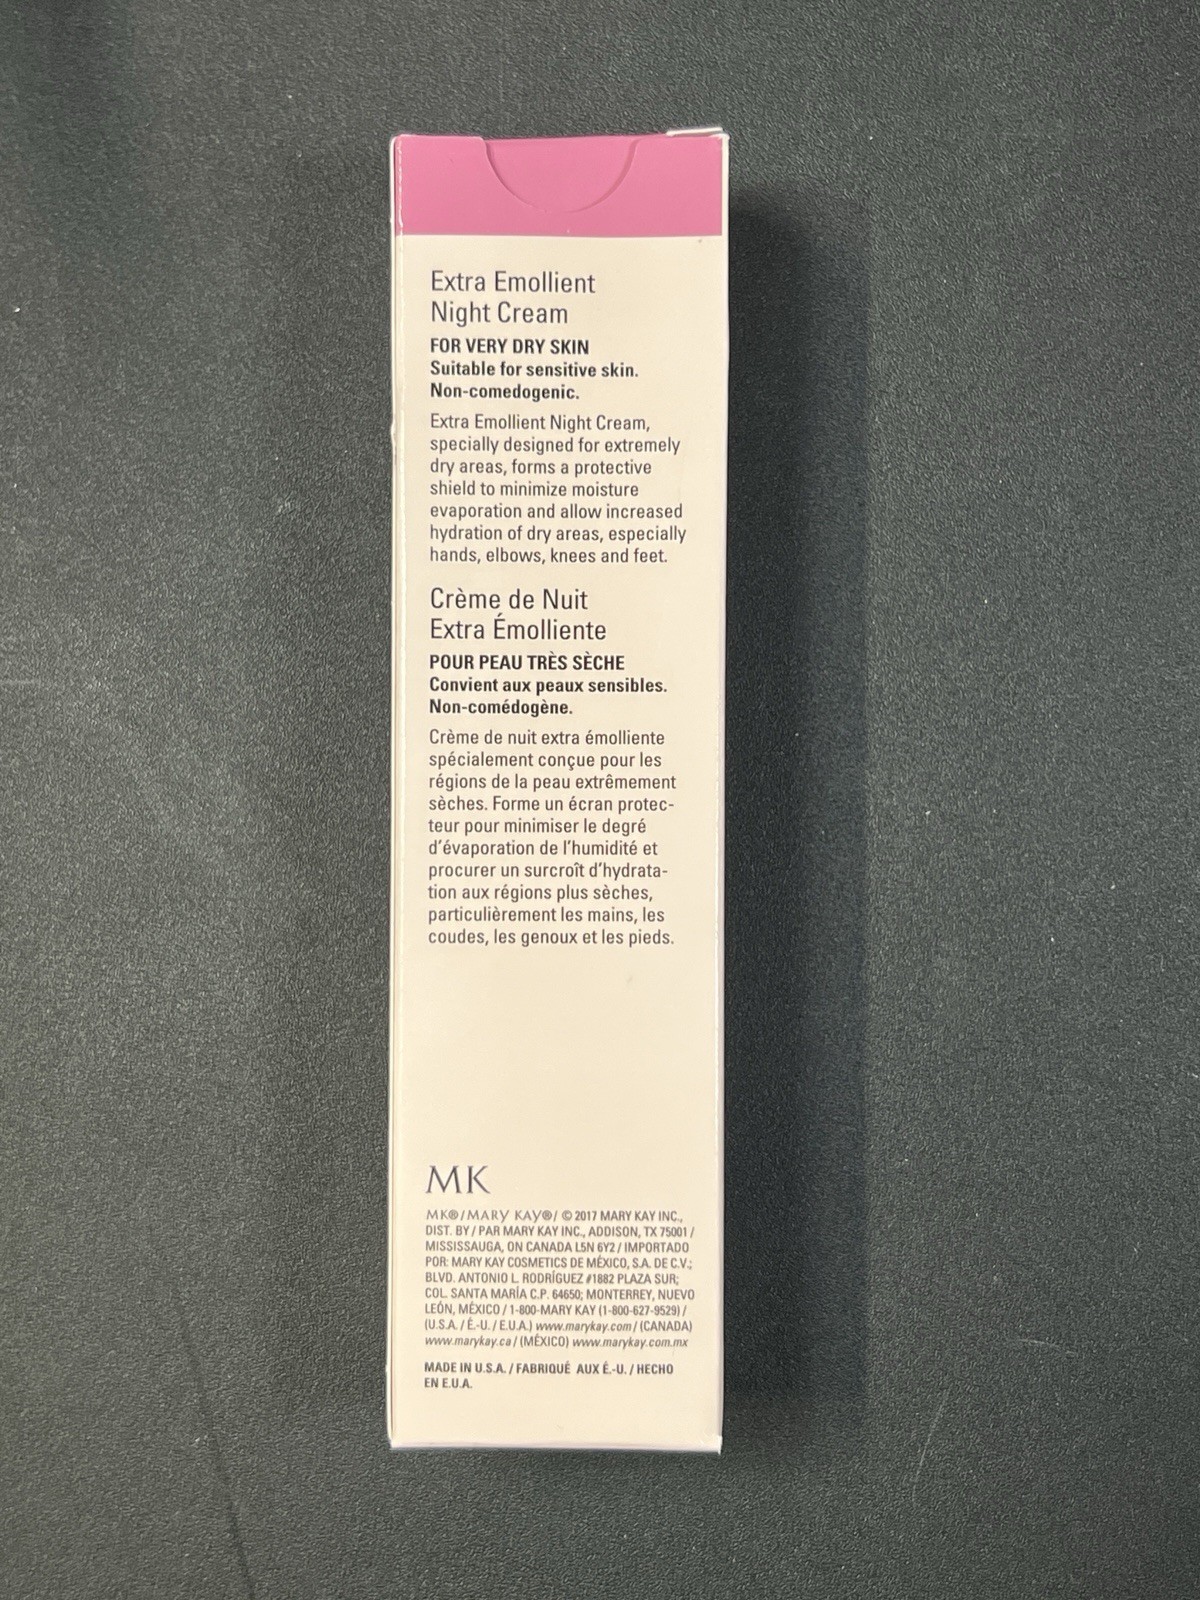 Extra Emollient
Night Cream
FOR VERY DRY SKIN
Suitable for sensitive skin.
Non-comedogenic.
Extra Emollient Night Cream,
specially designed for extremely
dry areas, forms a protective
shield to minimize moisture
evaporation and allow increased
hydration of dry areas, especially
hands, elbows, knees and feet.
Crème de Nuit
Extra Émolliente
POUR PEAU TRÈS SÈCHE
Convient aux peaux sensibles.
Non-comédogène.
Crème de nuit extra émolliente
spécialement conçue pour les
régions de la peau extrêmement
sèches. Forme un écran protec-
teur pour minimiser le degré
d'évaporation de l'humidité et
procurer un surcroît d'hydrata-
tion aux régions plus sèches,
particulièrement les mains, les
coudes, les genoux et les pieds.
MK
MK®/MARY KAY®/ © 2017 MARY KAY INC.,
DIST. BY / PAR MARY KAY INC., ADDISON, TX 75001 /
MISSISSAUGA, ON CANADA L5N 6Y2 / IMPORTADO
POR: MARY KAY COSMETICS DE MÉXICO, S.A. DE C.V.;
BLVD. ANTONIO L. RODRÍGUEZ #1882 PLAZA SUR;
COL. SANTA MARÍA C.P. 64650; MONTERREY, NUEVO
LEÓN, MÉXICO / 1-800-MARY KAY (1-800-627-9529) /
(U.S.A. / É.-U. / E.U.A.) www.marykay.com / (CANADA)
www.marykay.ca / (MÉXICO) www.marykay.com.mx
MADE IN U.S.A. / FABRIQUÉ AUX É.-U. / HECHO
EN E.U.A.